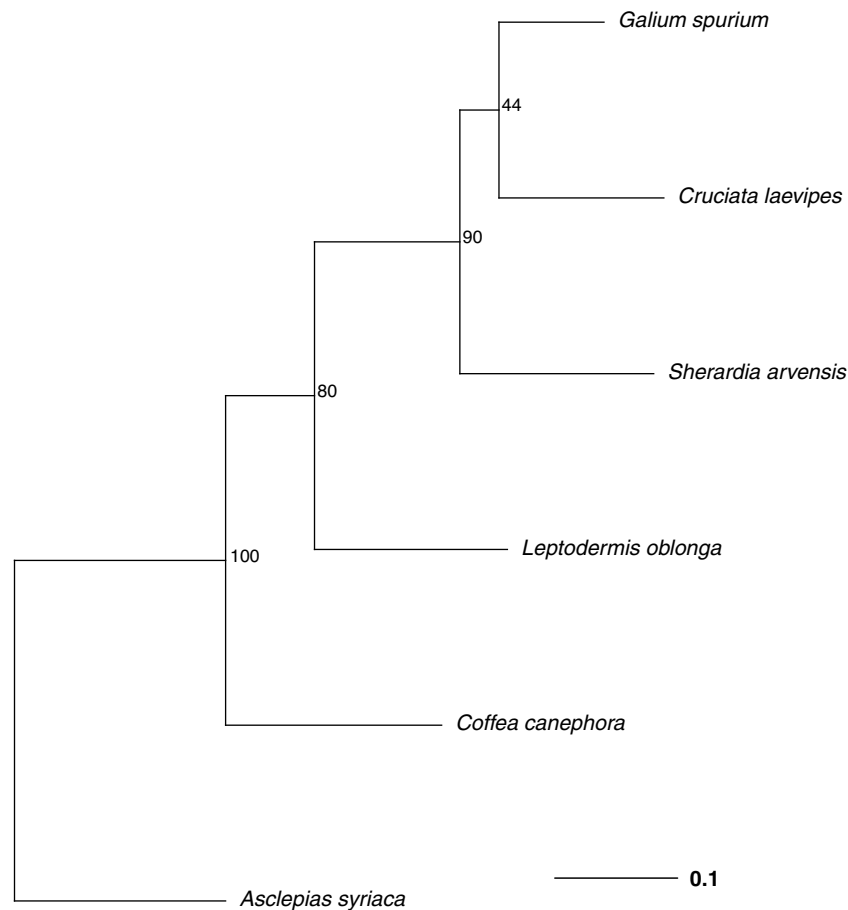 Galium spurium
44
Cruciata laevipes
90
Sherardia arvensis
80
Leptodermis oblonga
100
Coffea canephora
0.1
Asclepias syriaca